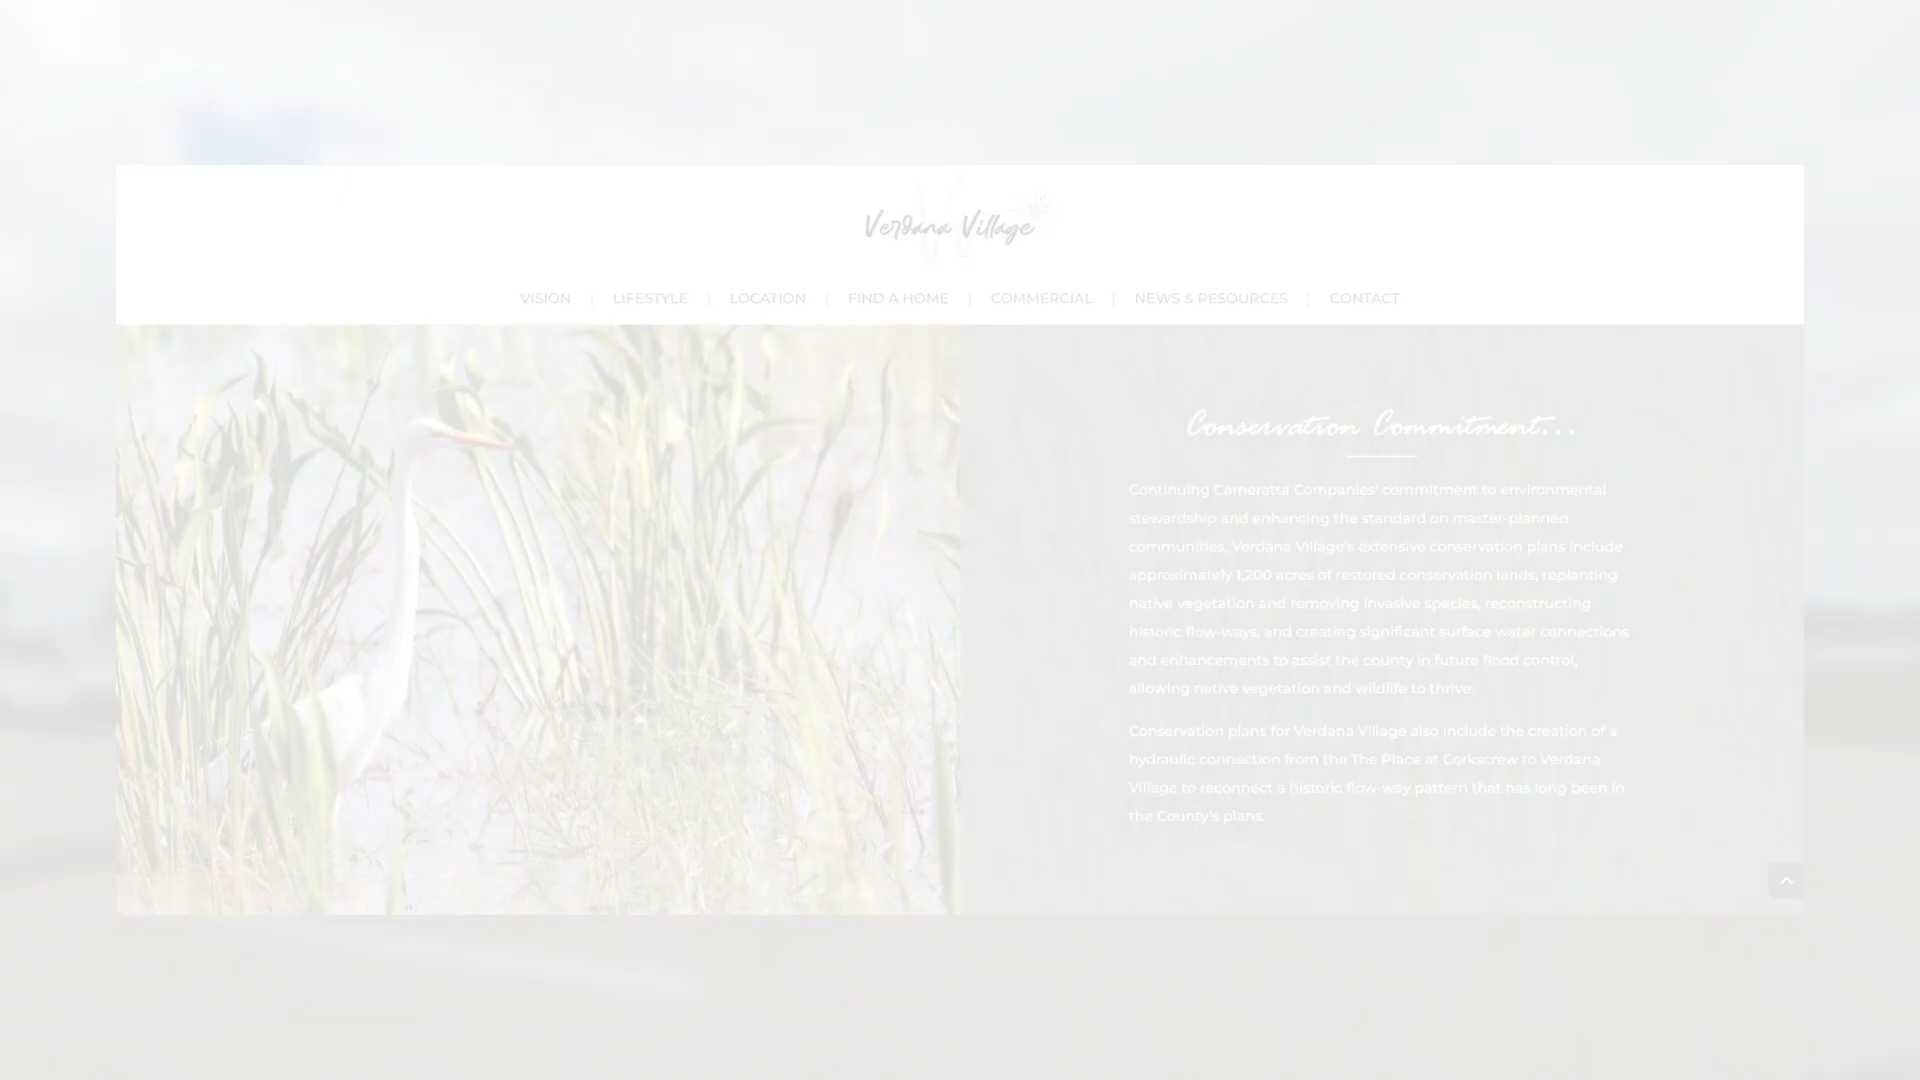 Verdana Village
VISION | LIFESTYLE | LOCATION | FIND A HOME | COMMERCIAL | NEWS & RESOURCES | CONTACT
Conservation Commitment...
Continuing Cameratta Companies' commitment to environmental
stewardship and enhancing the standard on master-planned
communities, Verdana Village's extensive conservation plans include
approximately 1,200 acres of restored conservation lands, replanting
native vegetation and removing invasive species, reconstructing
historic flow-ways, and creating significant surface water connections
and enhancements to assist the county in future flood control,
allowing native vegetation and wildlife to thrive.
Conservation plans for Verdana Village also include the creation of a
hydraulic connection from the The Place at Corkscrew to Verdana
Village to reconnect a historic flow-way pattern that has long been in
the County's plans.